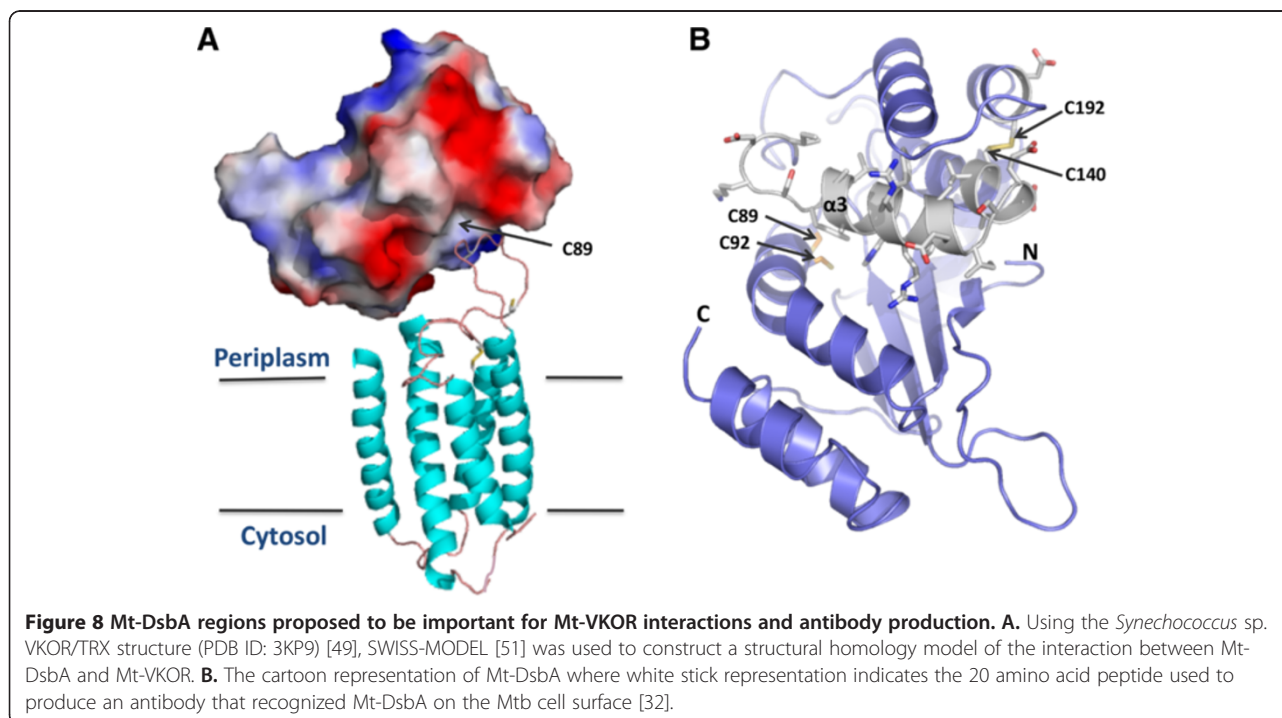 A
B
C192
C140
α3
C89
C89
C92
N
C
Periplasm
Cytosol
Figure 8 Mt-DsbA regions proposed to be important for Mt-VKOR interactions and antibody production. A. Using the Synechococcus sp.
VKOR/TRX structure (PDB ID: 3KP9) [49], SWISS-MODEL [51] was used to construct a structural homology model of the interaction between Mt-
DsbA and Mt-VKOR. B. The cartoon representation of Mt-DsbA where white stick representation indicates the 20 amino acid peptide used to
produce an antibody that recognized Mt-DsbA on the Mtb cell surface [32].